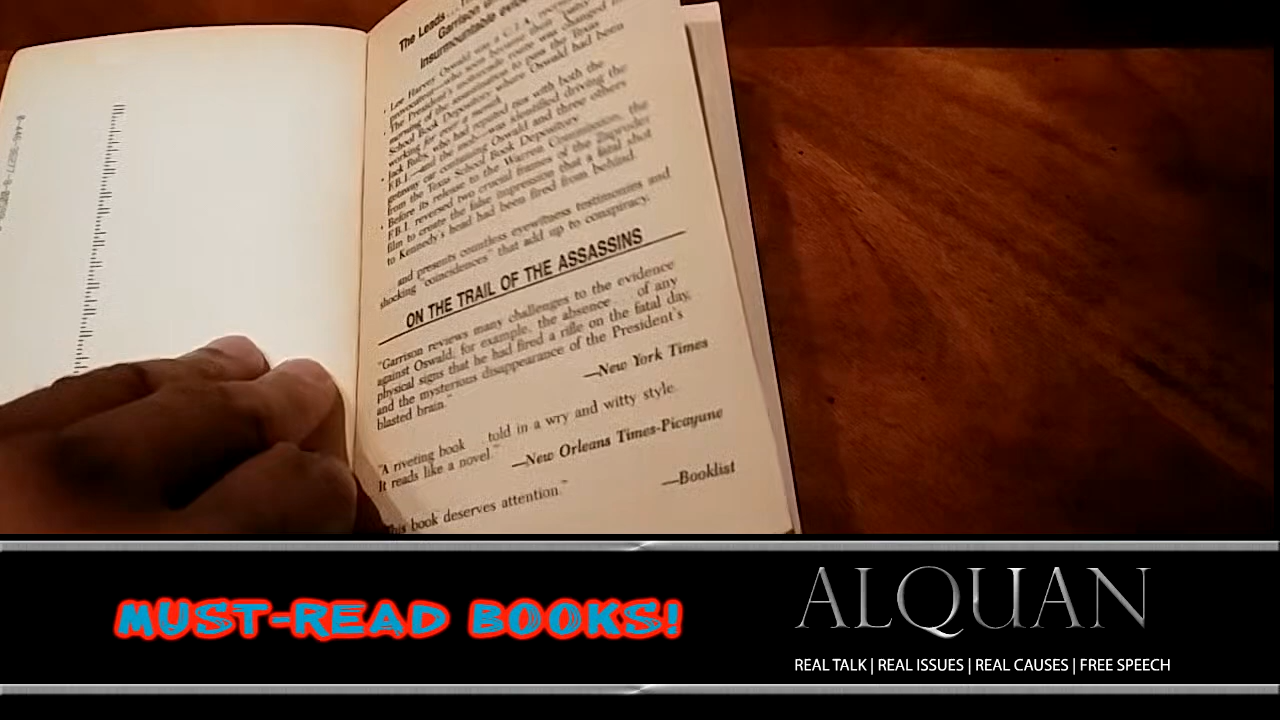 The Leads
Garrison
Insurmountable
· Lee Harvey Oswald was a C.I.A.
· The President's motorcade route was changed
School Book Depository where Oswald had been
· Jack Ruby, who had
F.B.I.
getaway car containing Oswald and three others
from the Texas School Book Depository
· Before its release to the Warren Commission, the
F.B.I. reversed two crucial frames of the Zapruder
film to create the false impression that a fatal shot
to Kennedy's head had been fired from behind.
and presents countless eyewitness testimonies and
shocking "coincidences" that add up to conspiracy.
ON THE TRAIL OF THE ASSASSINS
"Garrison reviews many challenges to the evidence
against Oswald, for example, the absence . . . of any
physical signs that he had fired a rifle on the fatal day,
and the mysterious disappearance of the President's
blasted brain."
—New York Times
"A riveting book . . . told in a wry and witty style.
It reads like a novel."
—New Orleans Times-Picayune
book deserves attention."
—Booklist
MUST-READ BOOKS!
ALQUAN
REAL TALK | REAL ISSUES | REAL CAUSES | FREE SPEECH